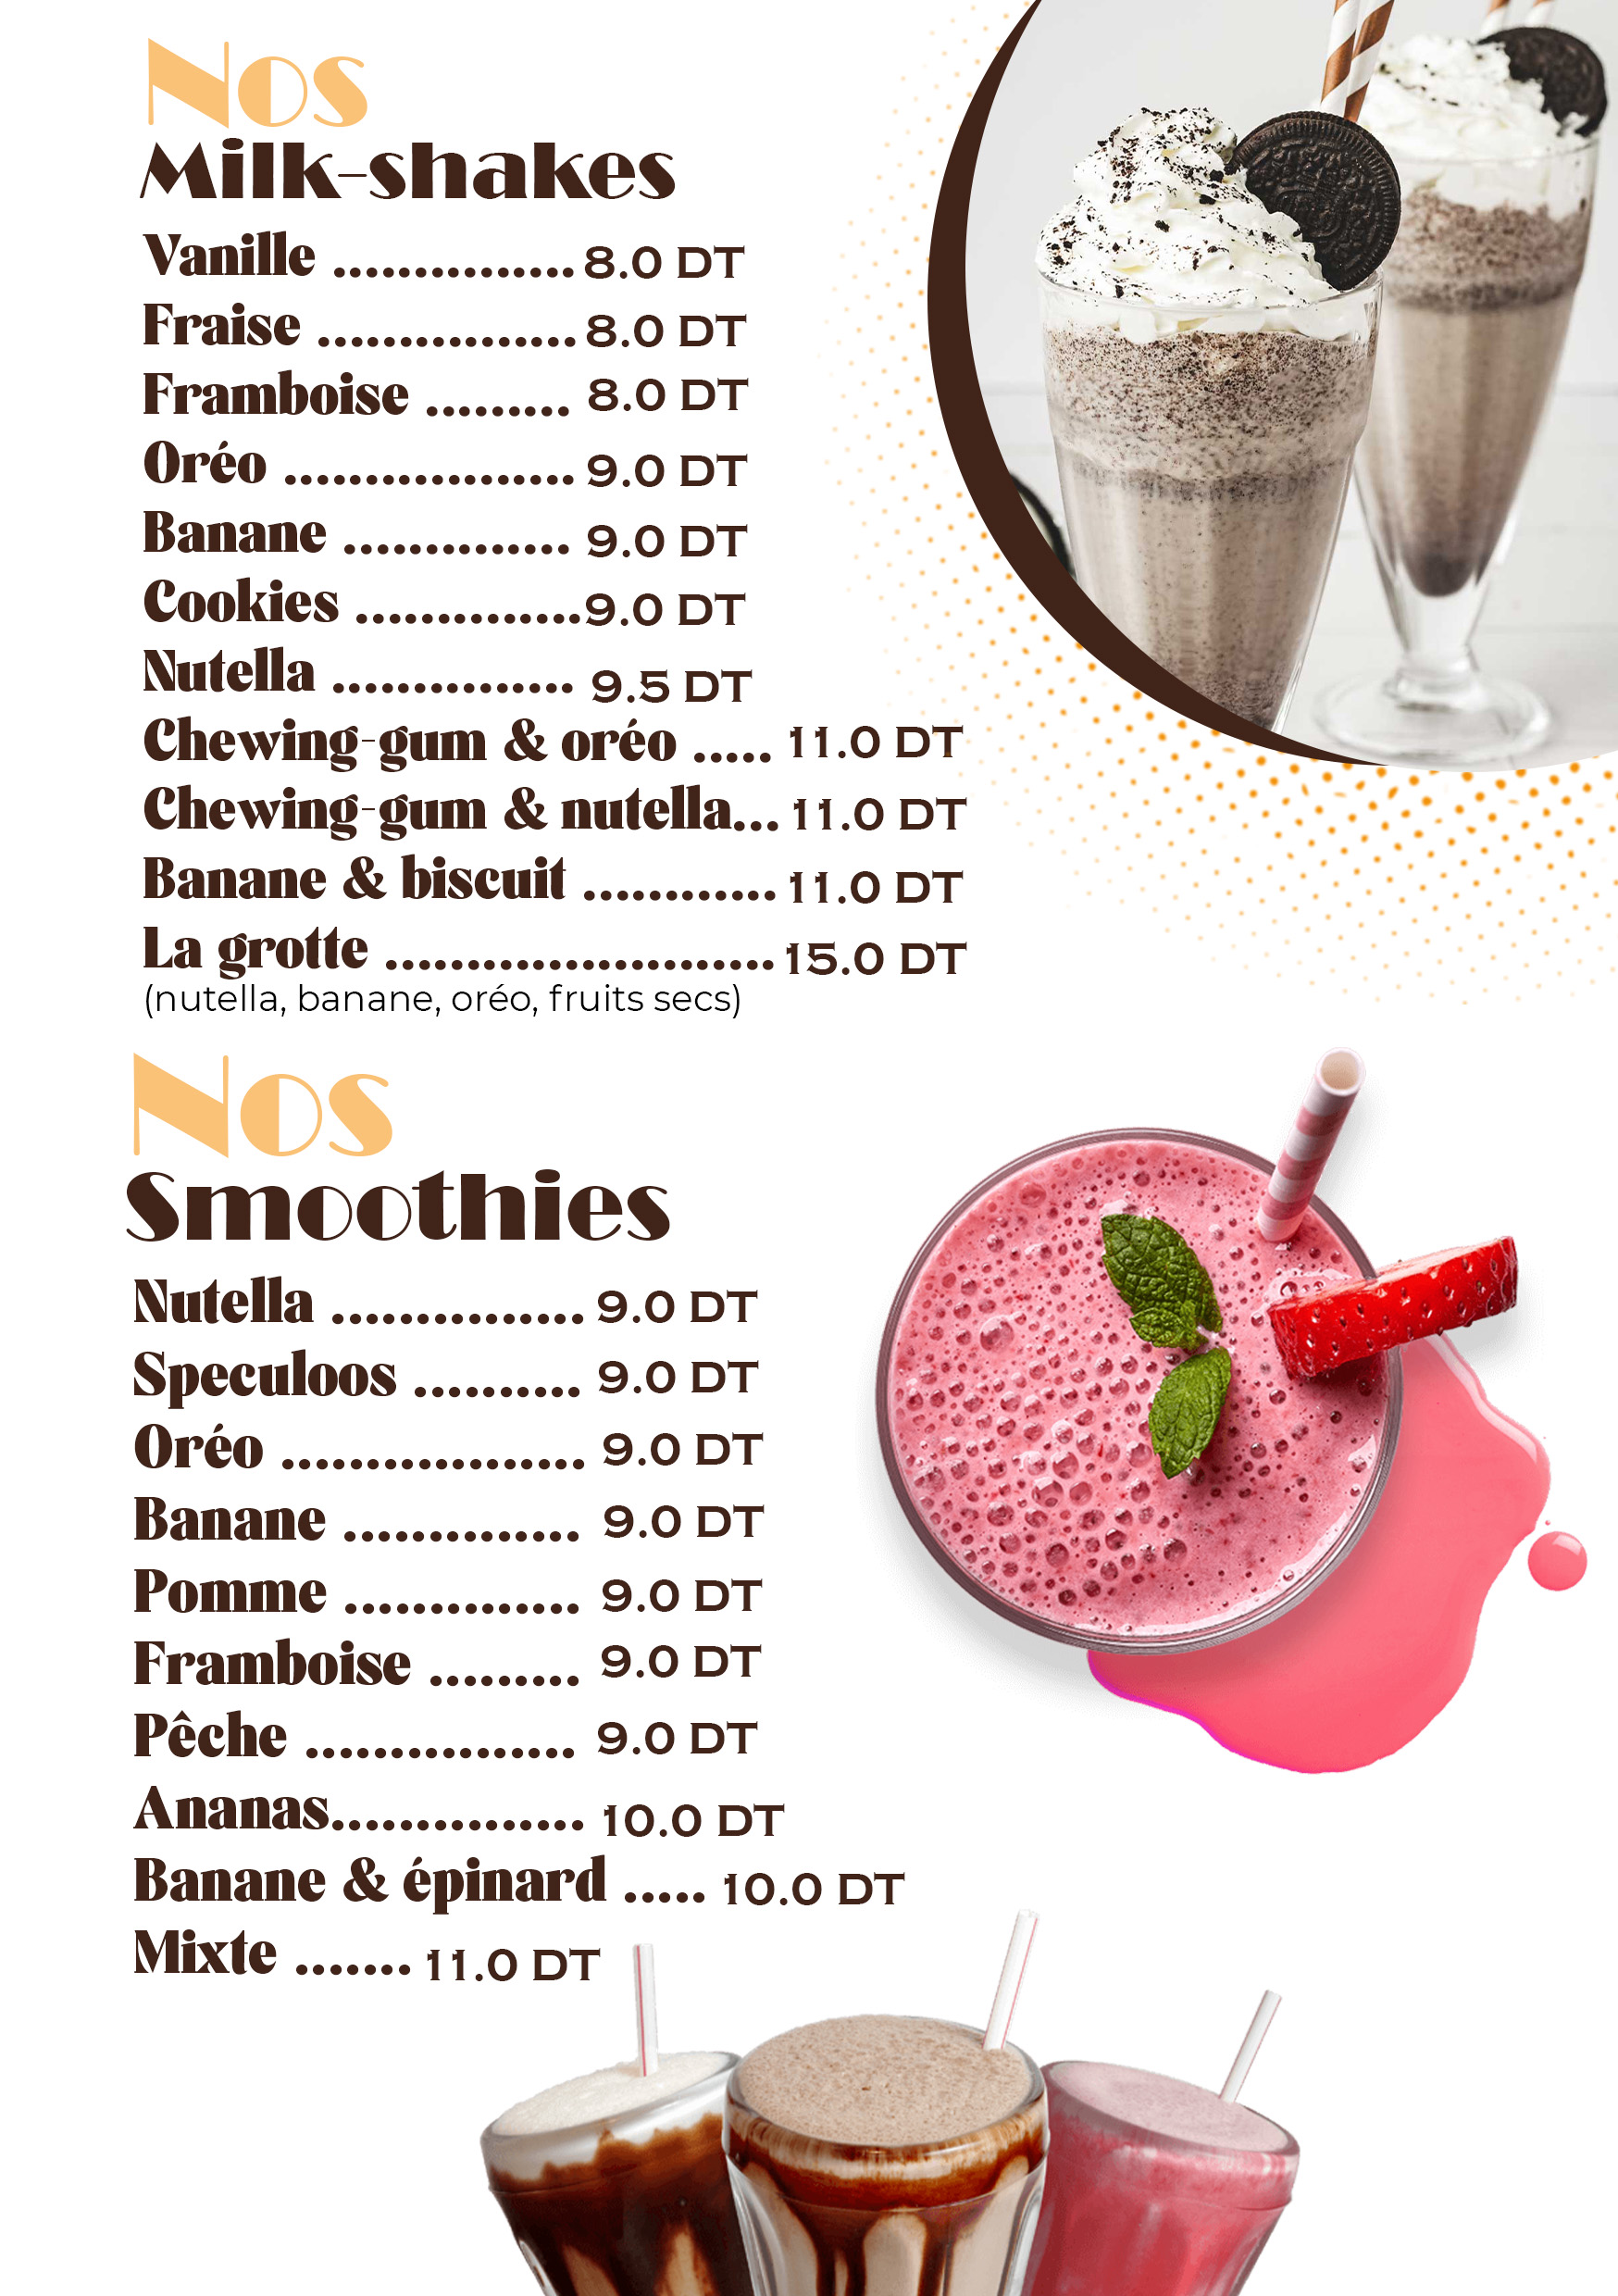 Nos
Milk-shakes
Vanille ............... 8.0 DT
Fraise ................ 8.0 DT
Framboise ......... 8.0 DT
Oréo .................. 9.0 DT
Banane .............. 9.0 DT
Cookies ..............9.0 DT
Nutella ............... 9.5 DT
Chewing-gum & oréo ..... 11.0 DT
Chewing-gum & nutella... 11.0 DT
Banane & biscuit ............ 11.0 DT
La grotte ........................ 15.0 DT
(nutella, banane, oréo, fruits secs)
Nos
Smoothies
Nutella ............... 9.0 DT
Speculoos .......... 9.0 DT
Oréo .................. 9.0 DT
Banane .............. 9.0 DT
Pomme .............. 9.0 DT
Framboise ......... 9.0 DT
Pêche ................ 9.0 DT
Ananas............... 10.0 DT
Banane & épinard ..... 10.0 DT
Mixte ....... 11.0 DT